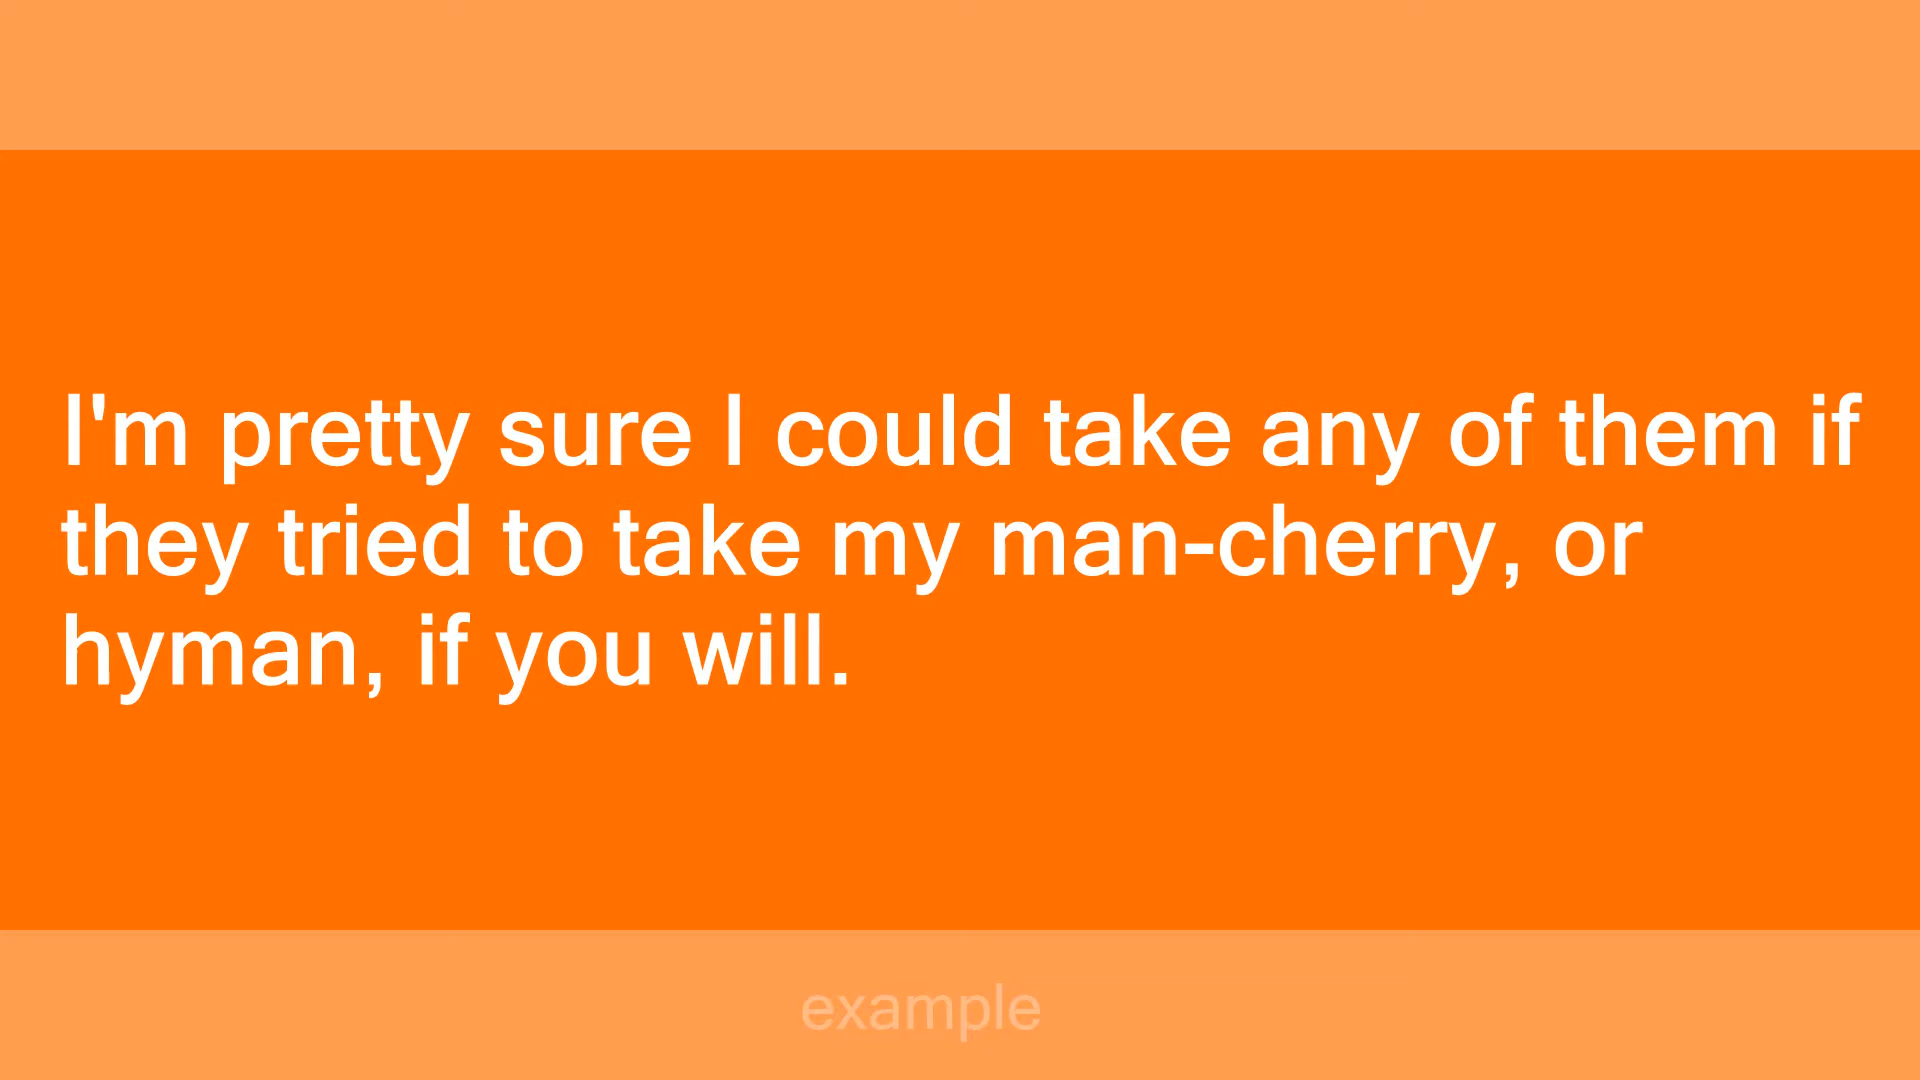 I'm pretty sure I could take any of them if
they tried to take my man-cherry, or
hyman, if you will.
example